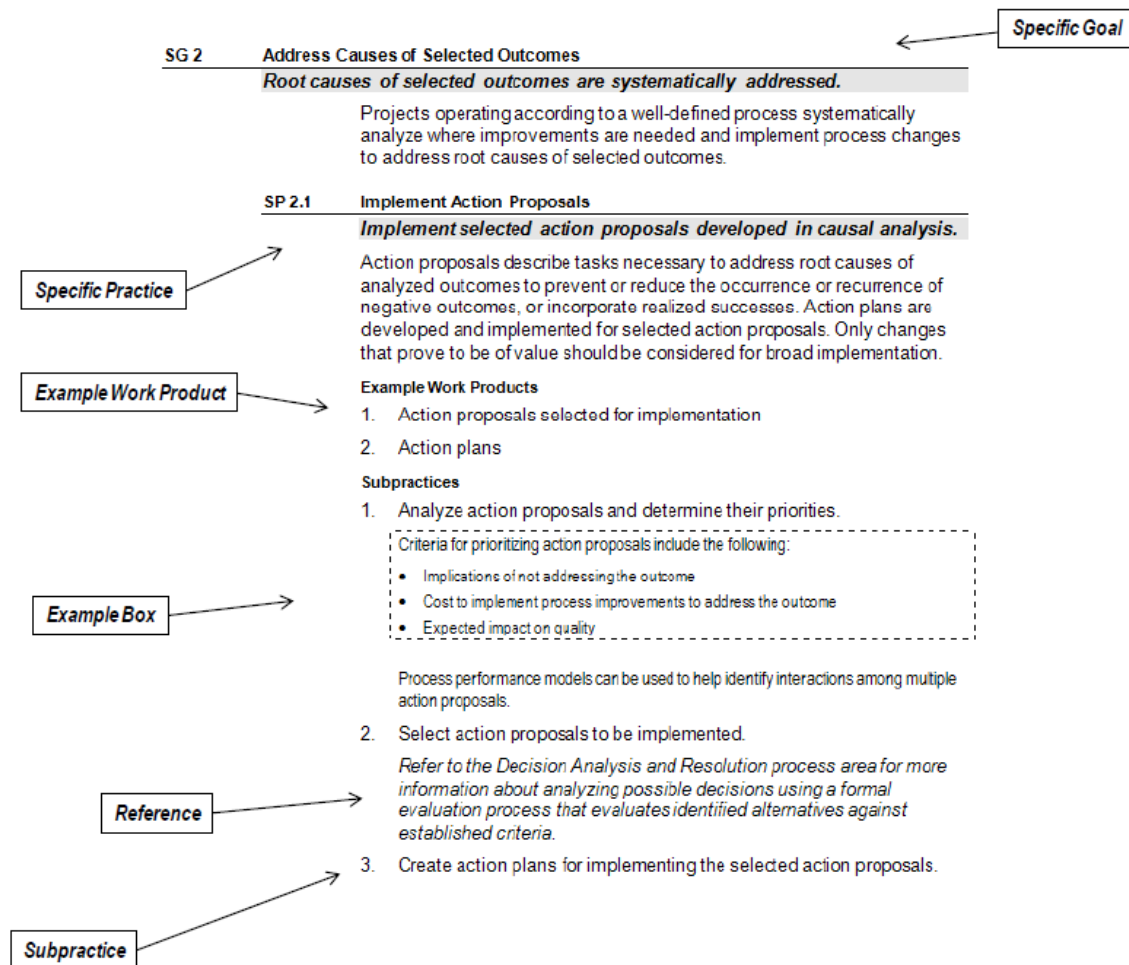 Specific Goal
SG 2 Address Causes of Selected Outcomes
Root causes of selected outcomes are systematically addressed.
Projects operating according to a well-defined process systematically
analyze where improvements are needed and implement process changes
to address root causes of selected outcomes.
SP 2.1 Implement Action Proposals
Implement selected action proposals developed in causal analysis.
Specific Practice
Action proposals describe tasks necessary to address root causes of
analyzed outcomes to prevent or reduce the occurrence or recurrence of
negative outcomes, or incorporate realized successes. Action plans are
developed and implemented for selected action proposals. Only changes
that prove to be of value should be considered for broad implementation.
Example Work Product
Example Work Products
1. Action proposals selected for implementation
2. Action plans
Subpractices
1. Analyze action proposals and determine their priorities.
Example Box
Criteria for prioritizing action proposals include the following:
• Implications of not addressing the outcome
• Cost to implement process improvements to address the outcome
• Expected impact on quality
Process performance models can be used to help identify interactions among multiple
action proposals.
2. Select action proposals to be implemented.
Reference
Refer to the Decision Analysis and Resolution process area for more
information about analyzing possible decisions using a formal
evaluation process that evaluates identified alternatives against
established criteria.
3. Create action plans for implementing the selected action proposals.
Subpractice